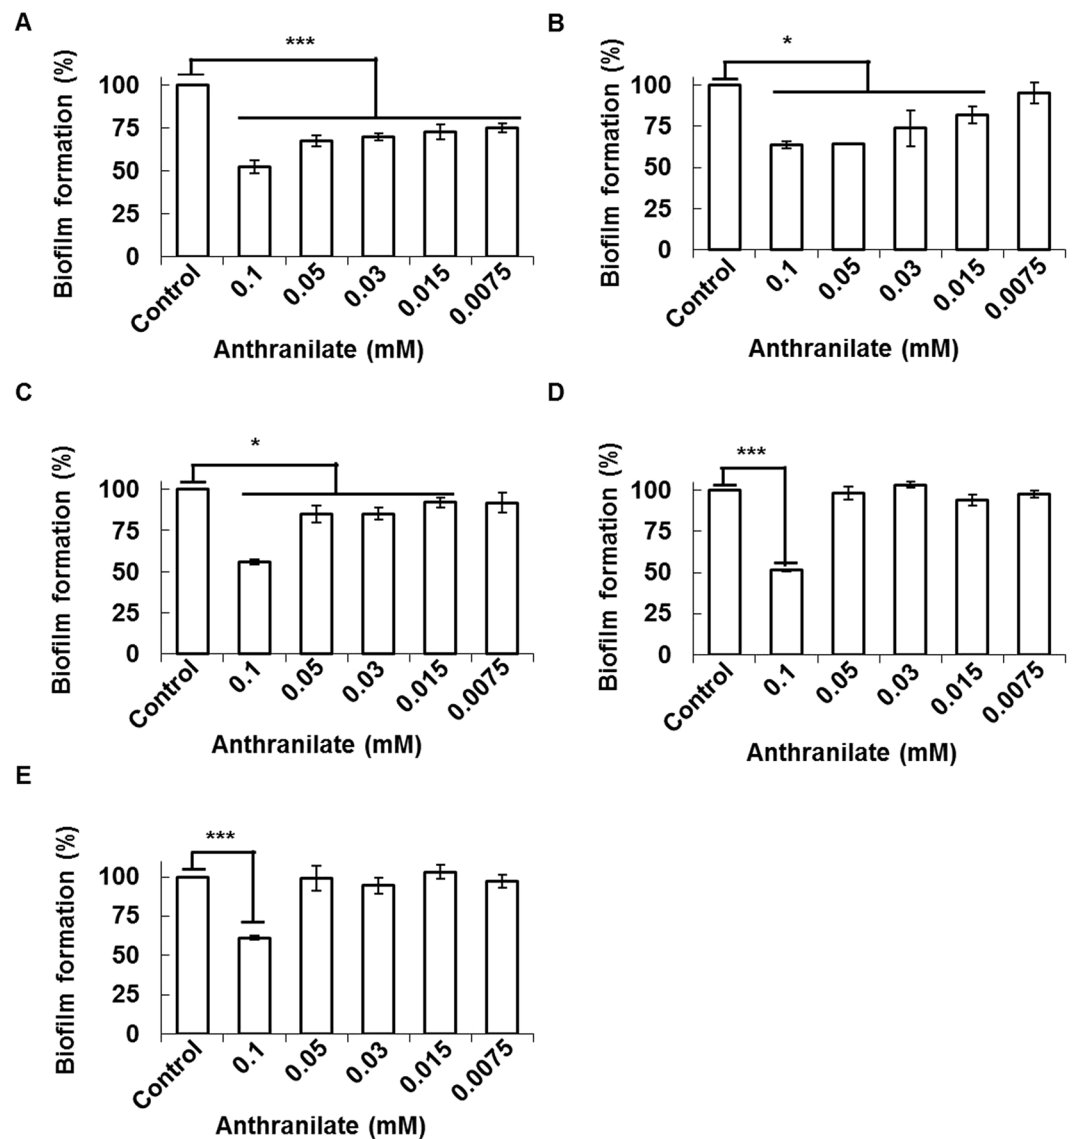 A
Biofilm formation (%)
***
100
75
50
25
0
Control
0.1
0.05
0.03
0.015
0.0075
Anthranilate (mM)
B
Biofilm formation (%)
*
100
75
50
25
0
Control
0.1
0.05
0.03
0.015
0.0075
Anthranilate (mM)
C
Biofilm formation (%)
*
100
75
50
25
0
Control
0.1
0.05
0.03
0.015
0.0075
Anthranilate (mM)
D
Biofilm formation (%)
***
100
75
50
25
0
Control
0.1
0.05
0.03
0.015
0.0075
Anthranilate (mM)
E
Biofilm formation (%)
***
100
75
50
25
0
Control
0.1
0.05
0.03
0.015
0.0075
Anthranilate (mM)